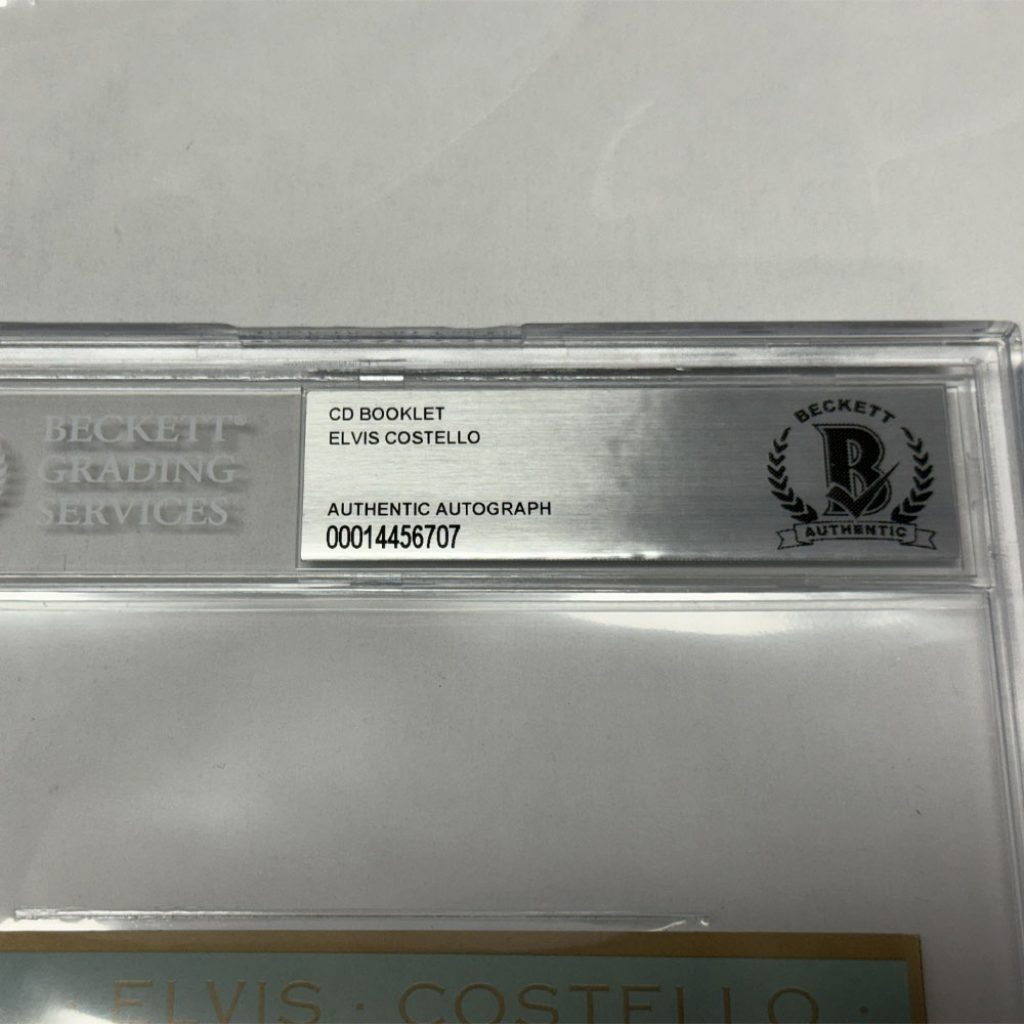 BECKETT®
GRADING
SERVICES
CD BOOKLET
ELVIS COSTELLO
AUTHENTIC AUTOGRAPH
00014456707
BECKETT
B
AUTHENTIC
· ELVIS · COSTELLO ·